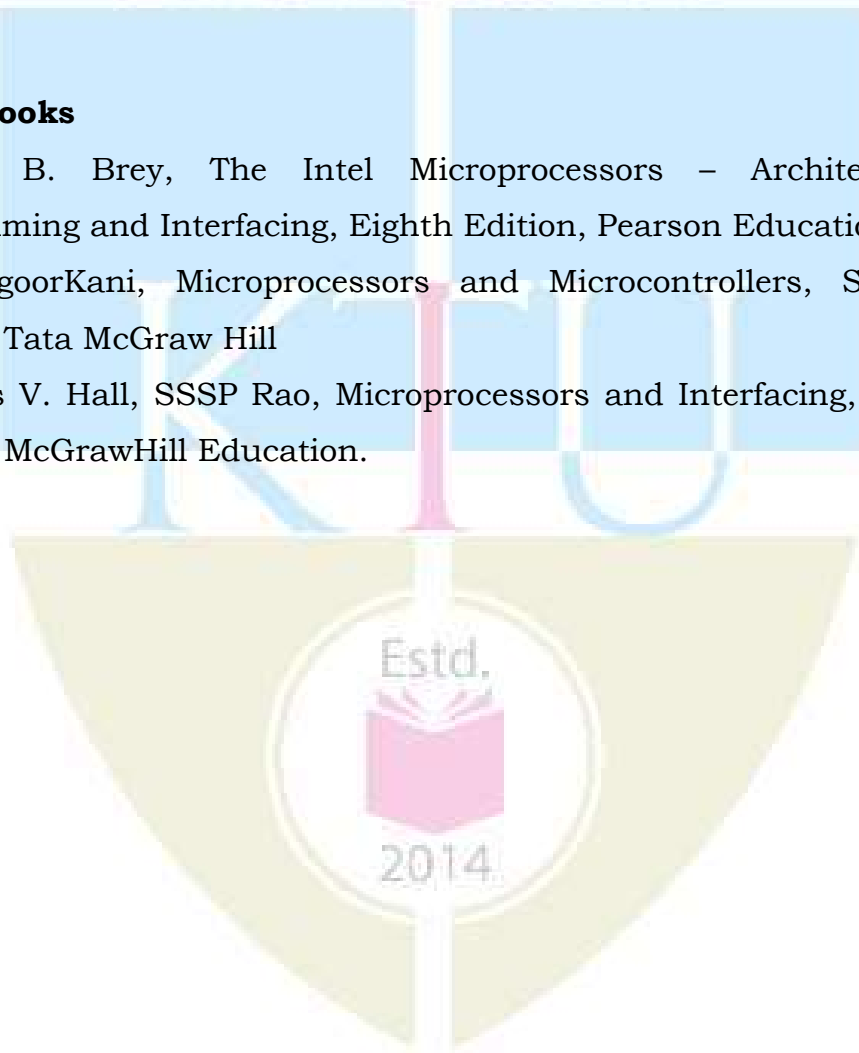 ooks
B. Brey, The Intel Microprocessors – Archite
ming and Interfacing, Eighth Edition, Pearson Educatio
goorKani, Microprocessors and Microcontrollers, S
Tata McGraw Hill
s V. Hall, SSSP Rao, Microprocessors and Interfacing,
McGrawHill Education.
KTU
Estd.
2014